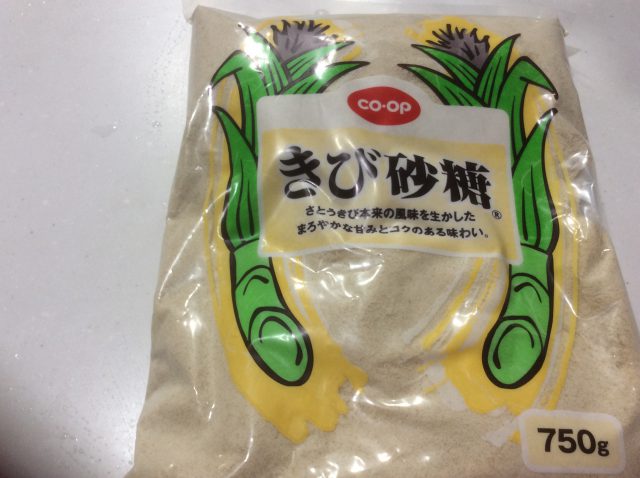 co·op
きび砂糖®
さとうきび本来の風味を生かした
まろやかな甘みとコクのある味わい。
750g